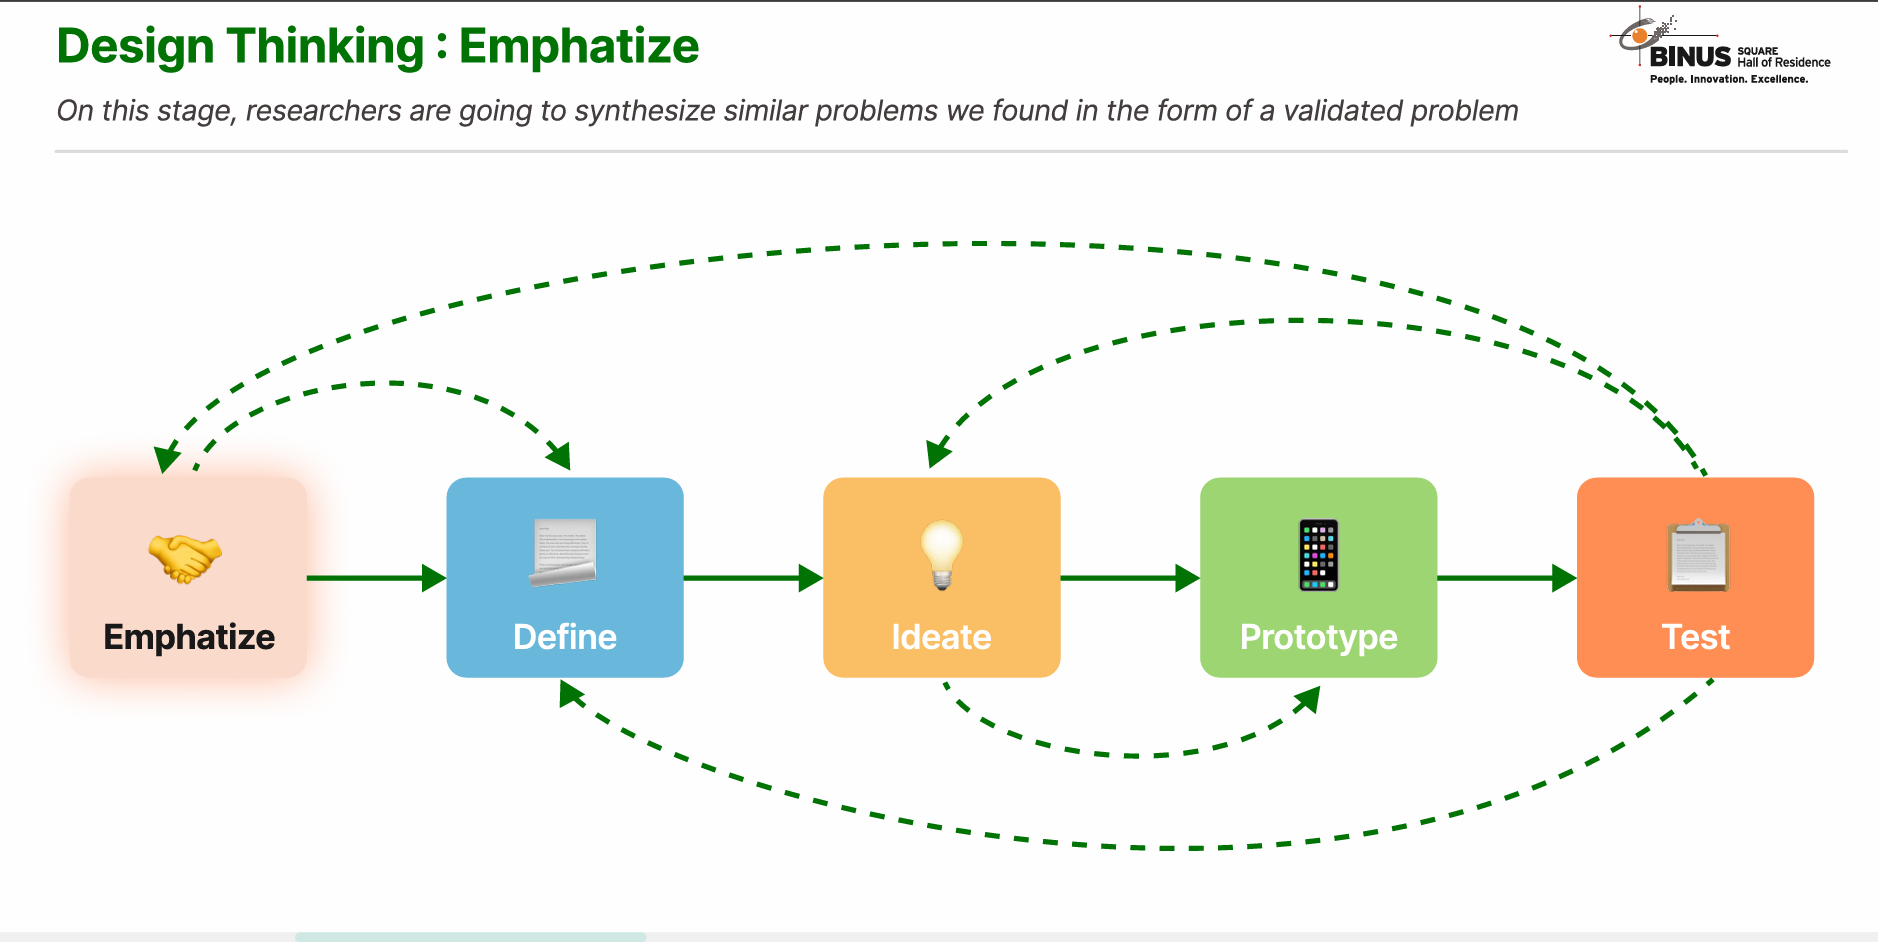 Design Thinking : Emphatize
On this stage, researchers are going to synthesize similar problems we found in the form of a validated problem
BINUS SQUARE
Hall of Residence
People. Innovation. Excellence.
Emphatize
Define
Ideate
Prototype
Test